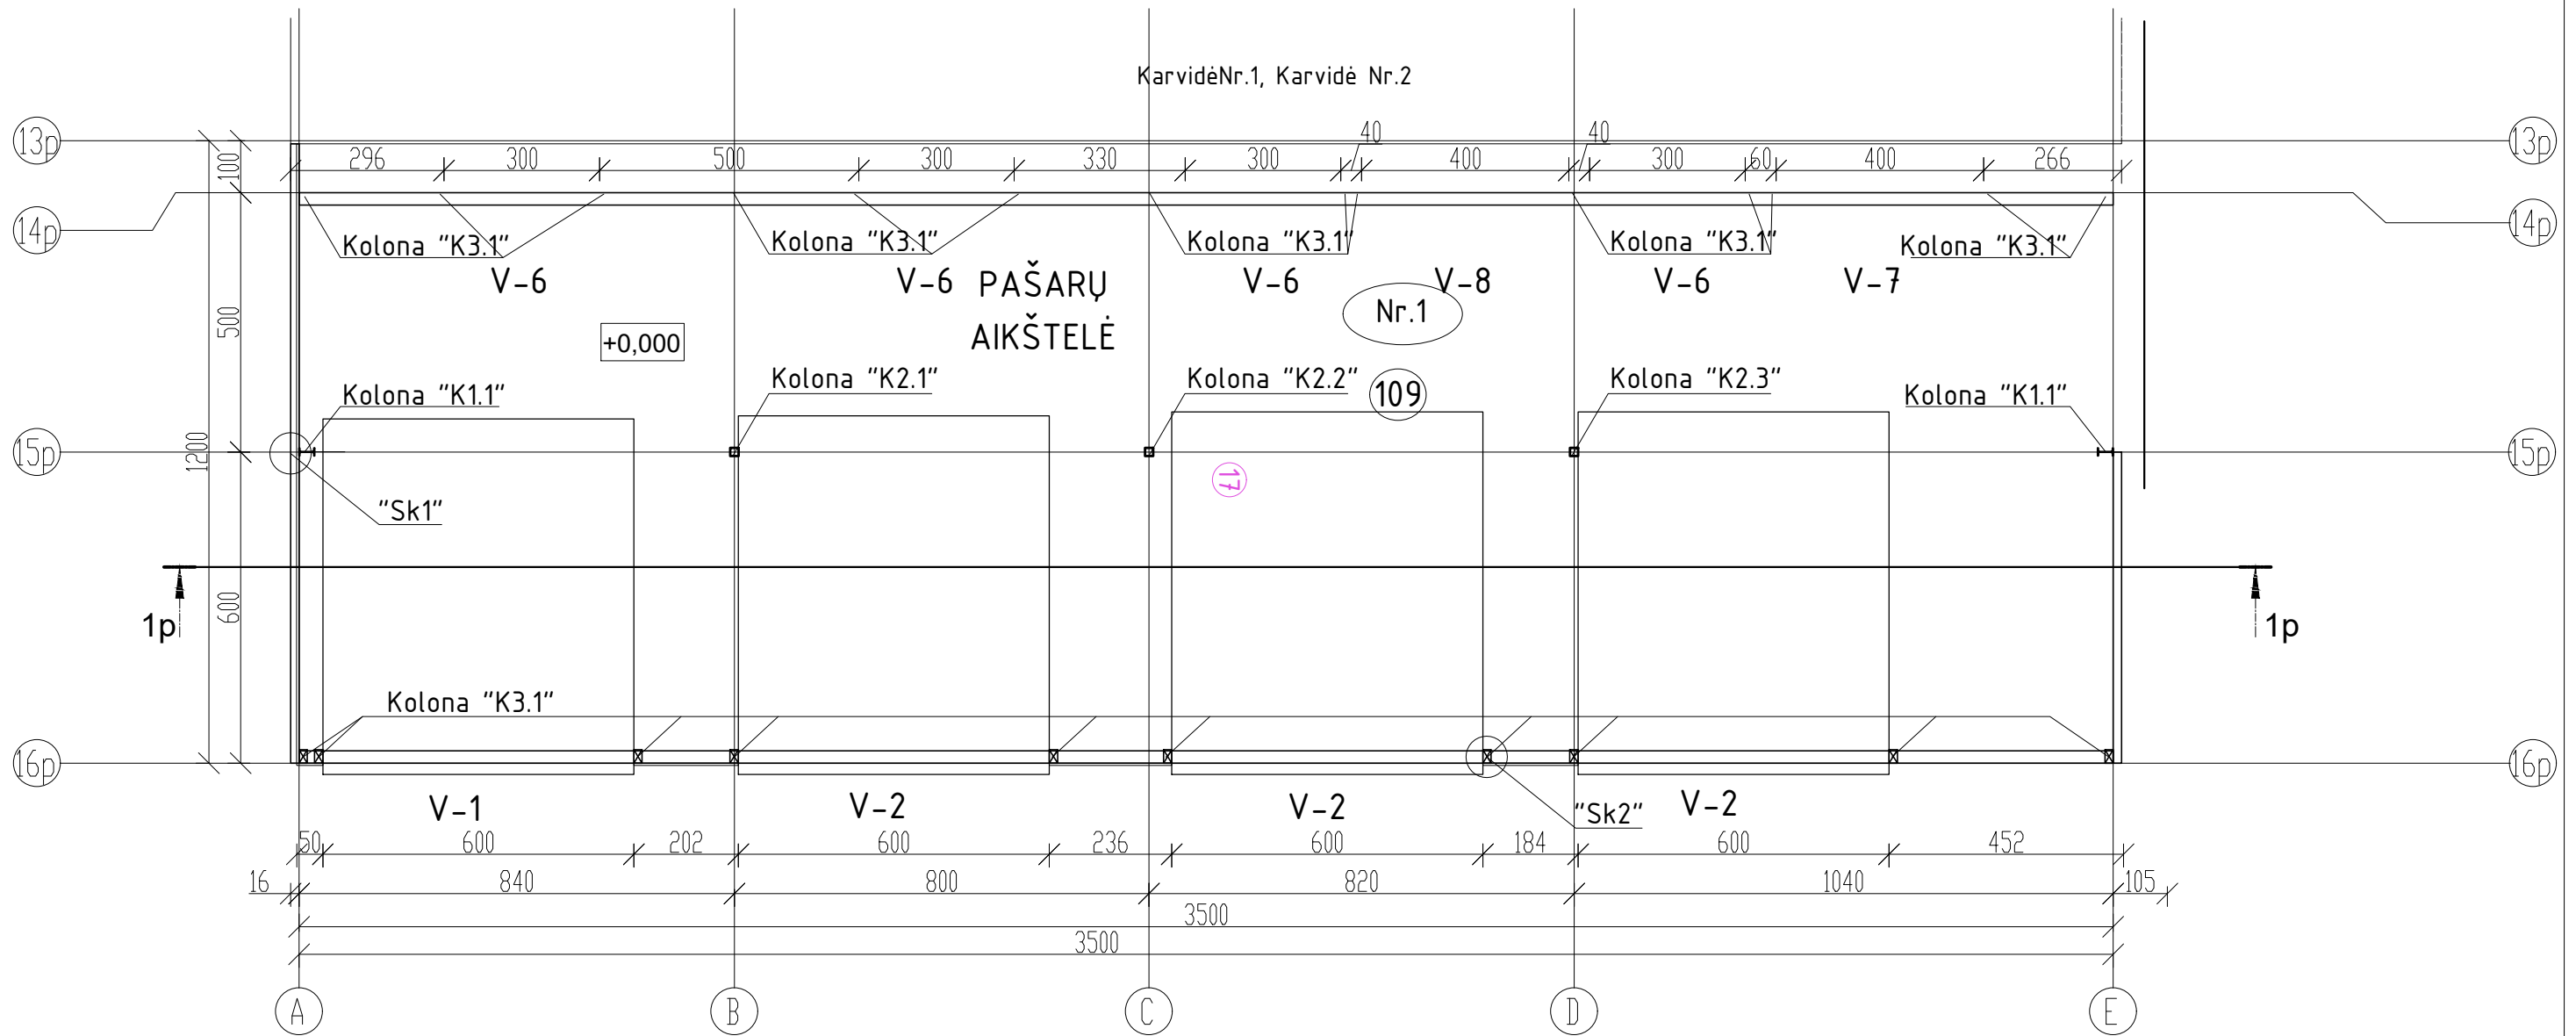 KarvidėNr.1, Karvidė Nr.2
13p
13p
40
40
296
300
500
300
330
300
400
300
60
400
266
100
14p
14p
Kolona "K3.1"
Kolona "K3.1"
Kolona "K3.1"
Kolona "K3.1"
Kolona "K3.1"
V-6
V-6
V-6
V-8
V-6
V-7
PAŠARŲ
AIKŠTELĖ
Nr.1
500
+0,000
Kolona "K1.1"
Kolona "K2.1"
Kolona "K2.2"
109
Kolona "K2.3"
Kolona "K1.1"
15p
1200
15p
17
"Sk1"
600
1p
1p
Kolona "K3.1"
16p
16p
V-1
V-2
V-2
"Sk2"
V-2
50
600
202
600
236
600
184
600
452
16
840
800
820
1040
105
3500
3500
A
B
C
D
E